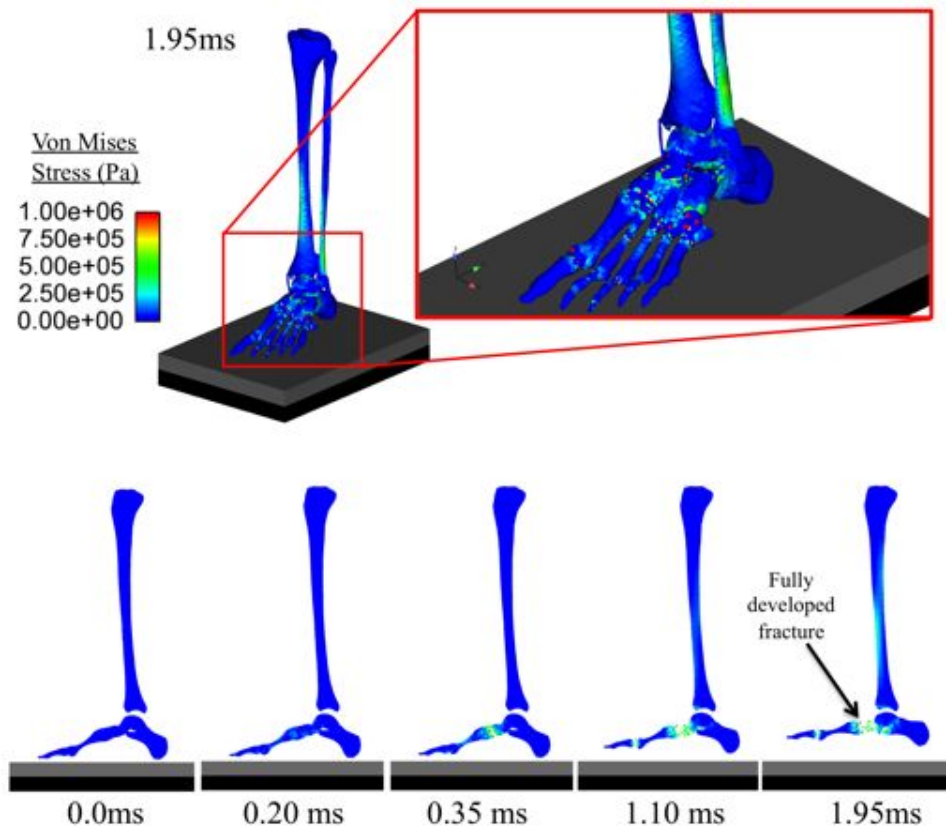 1.95ms
Von Mises
Stress (Pa)
1.00e+06
7.50e+05
5.00e+05
2.50e+05
0.00e+00
Fully
developed
fracture
0.0ms
0.20 ms
0.35 ms
1.10 ms
1.95ms